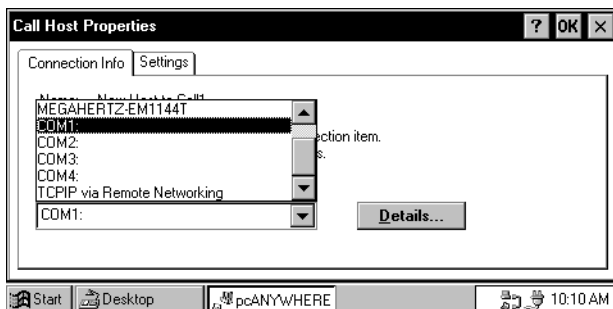 Call Host Properties ? OK ×
Connection Info Settings
MEGAHERTZ-EM1144T
COM1:
COM2:
COM3:
COM4:
TCPIP via Remote Networking
ction item.
s.
COM1: Details...
Start Desktop pcANYWHERE 10:10 AM